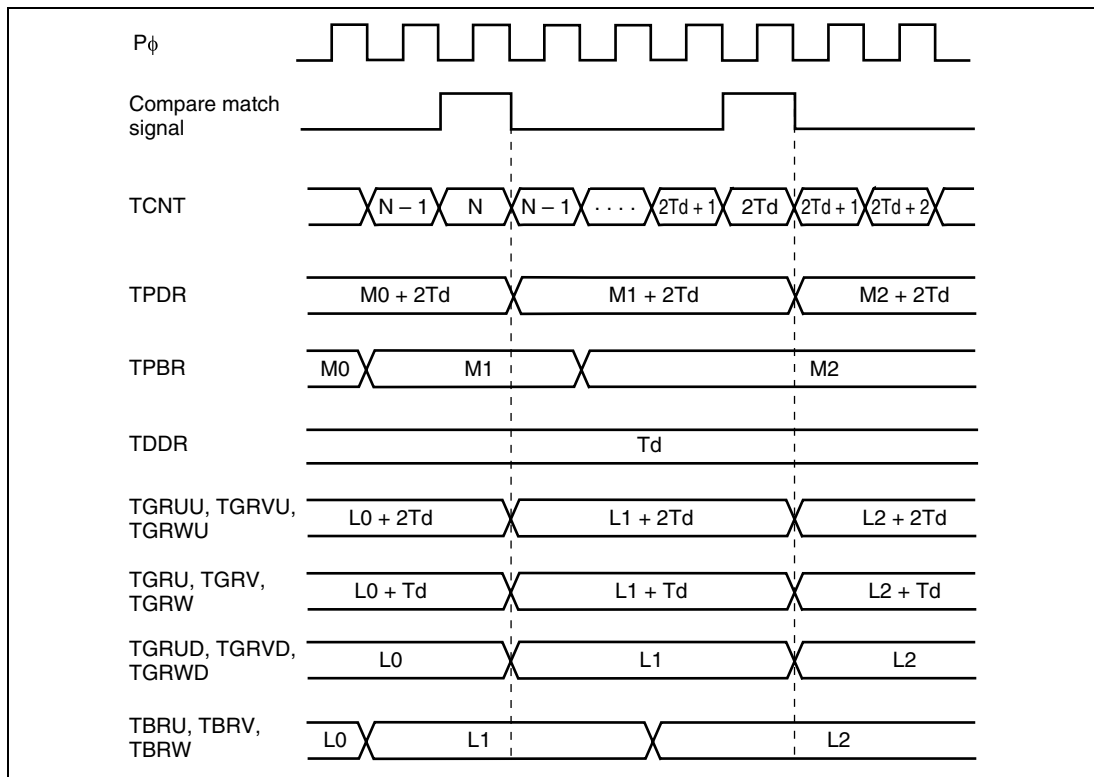 Pϕ
Compare match
signal
TCNT
N – 1 N N – 1 · · · · 2Td + 1 2Td 2Td + 1 2Td + 2
TPDR
M0 + 2Td M1 + 2Td M2 + 2Td
TPBR
M0 M1 M2
TDDR
Td
TGRUU, TGRVU,
TGRWU
L0 + 2Td L1 + 2Td L2 + 2Td
TGRU, TGRV,
TGRW
L0 + Td L1 + Td L2 + Td
TGRUD, TGRVD,
TGRWD
L0 L1 L2
TBRU, TBRV,
TBRW
L0 L1 L2